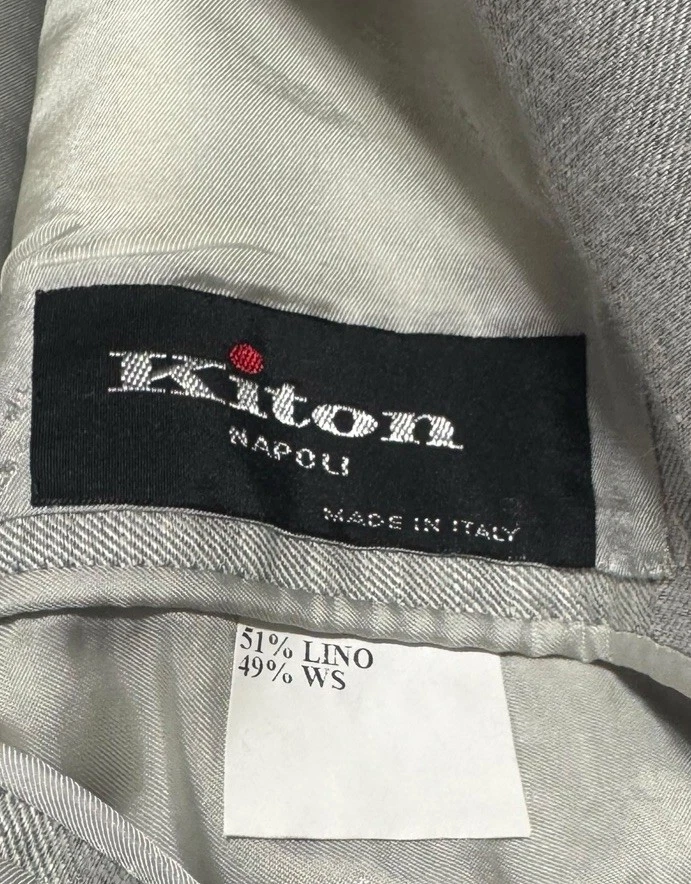 Kiton
NAPOLI
MADE IN ITALY
51% LINO
49% WS